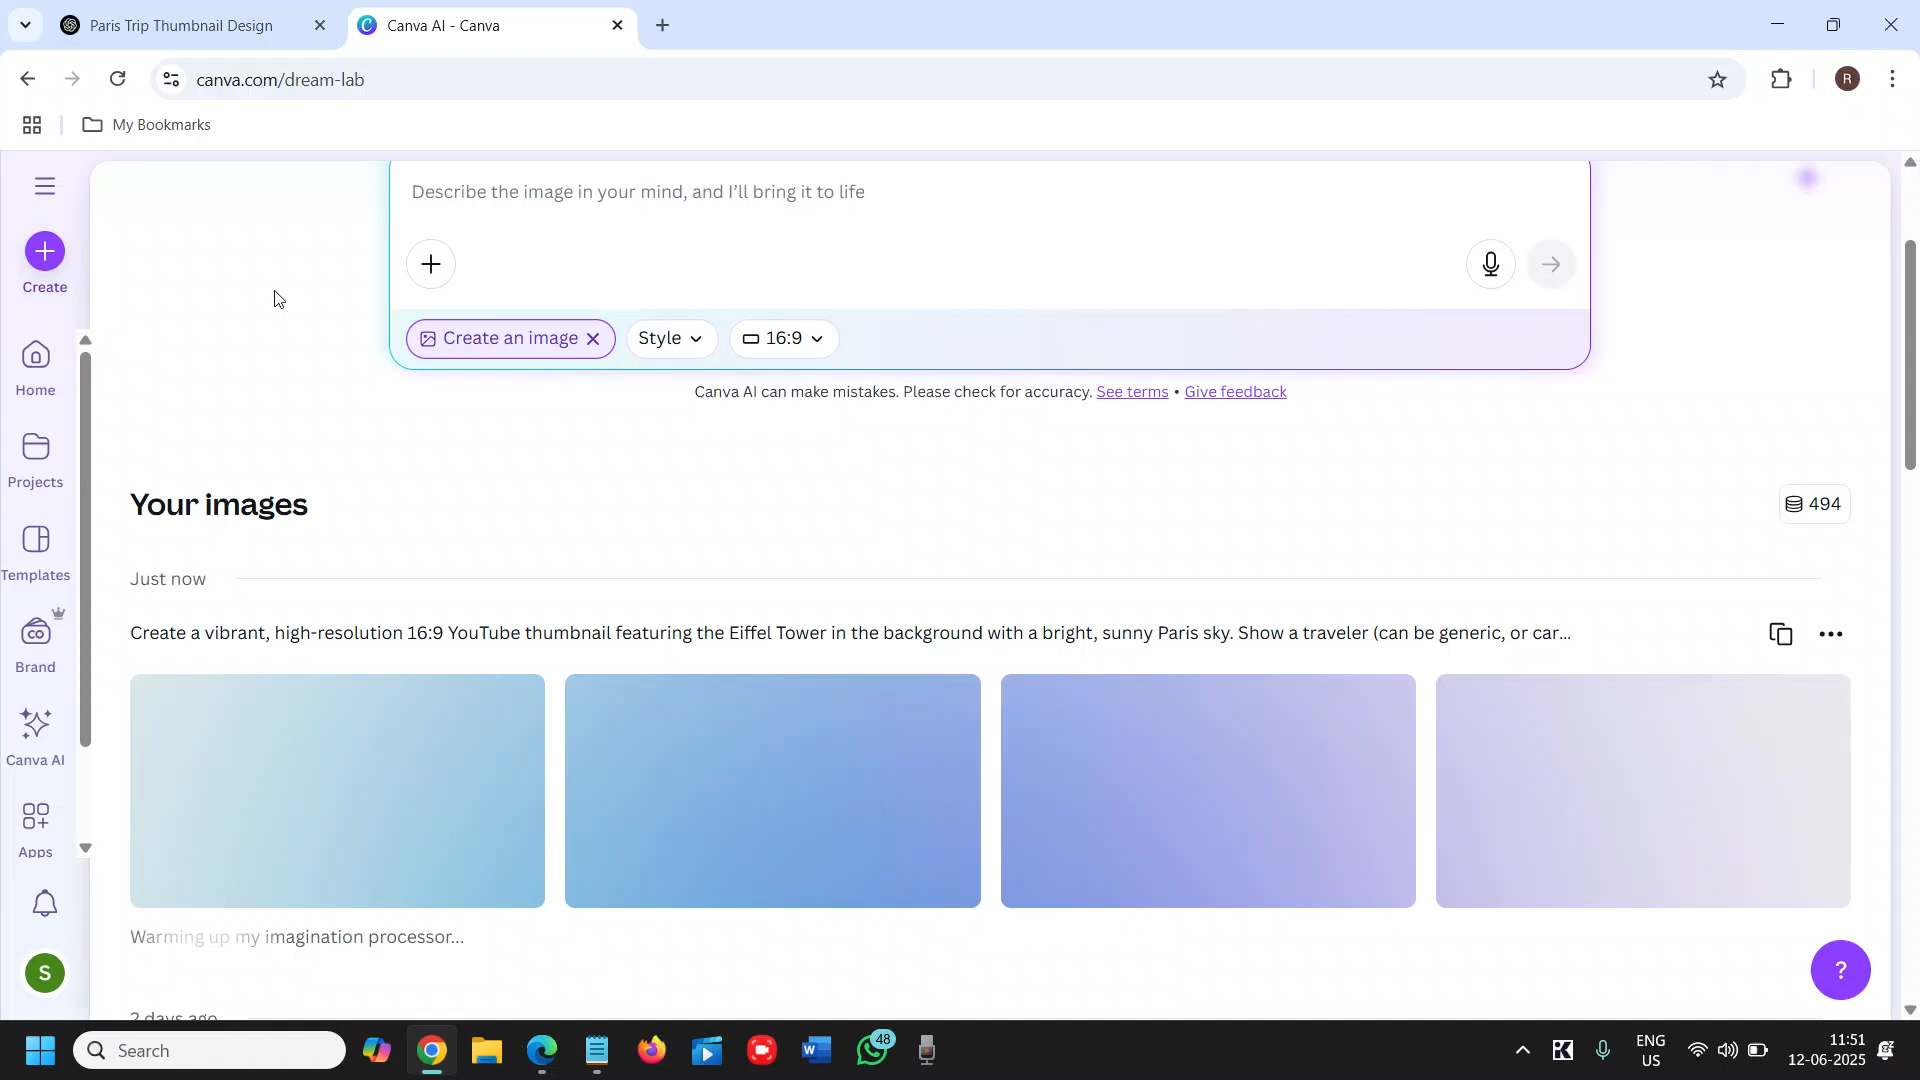 Paris Trip Thumbnail Design
Canva AI - Canva
canva.com/dream-lab
R
My Bookmarks
Describe the image in your mind, and I'll bring it to life
Create
Create an image
Style
16:9
Canva AI can make mistakes. Please check for accuracy. See terms • Give feedback
Home
Projects
Templates
Brand
Canva AI
Apps
S
Your images
494
Just now
Create a vibrant, high-resolution 16:9 YouTube thumbnail featuring the Eiffel Tower in the background with a bright, sunny Paris sky. Show a traveler (can be generic, or car...
Warming up my imagination processor...
2 days ago
?
Search
48
ENG
US
11:51
12-06-2025